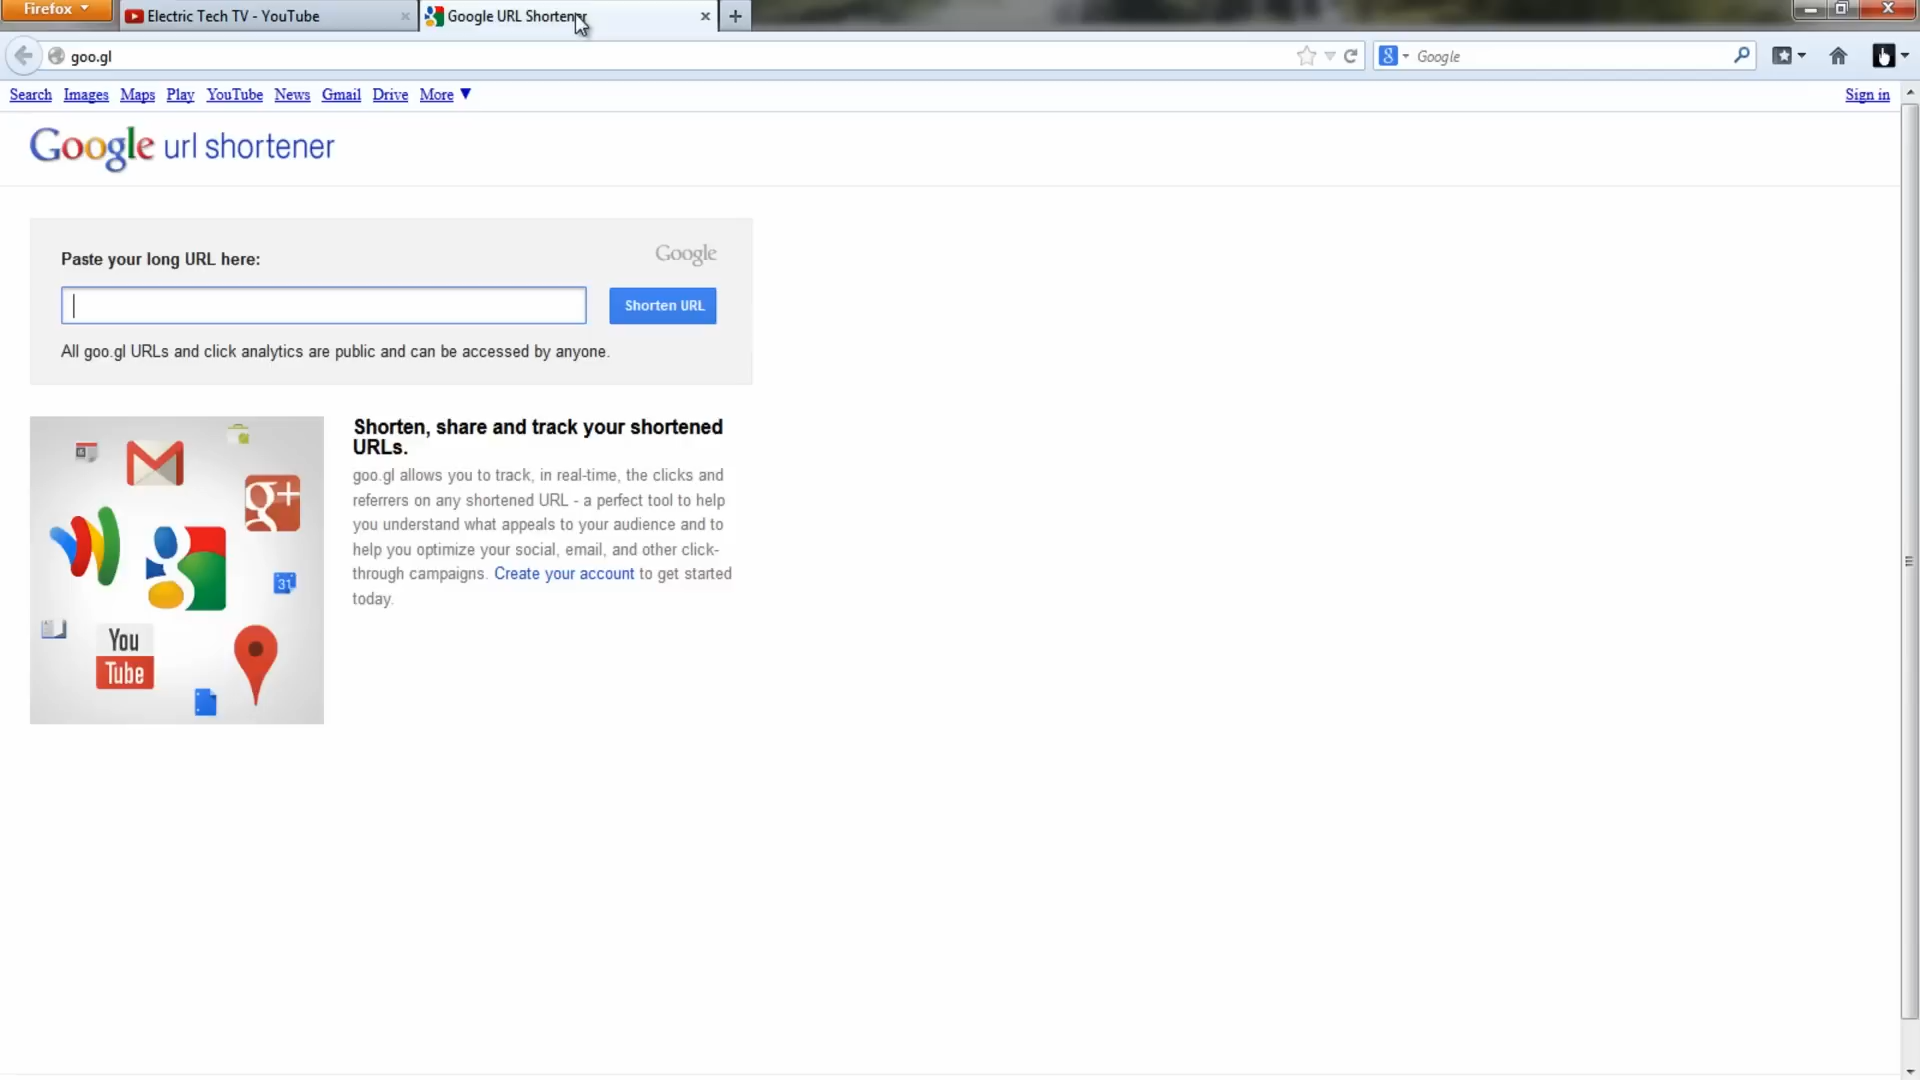 Firefox
Electric Tech TV - YouTube
Google URL Shortener
goo.gl
Google
Search Images Maps Play YouTube News Gmail Drive More ▼
Sign in
Google url shortener
Paste your long URL here:
Google
Shorten URL
All goo.gl URLs and click analytics are public and can be accessed by anyone.
g+
31
You
Tube
Shorten, share and track your shortened
URLs.
goo.gl allows you to track, in real-time, the clicks and
referrers on any shortened URL - a perfect tool to help
you understand what appeals to your audience and to
help you optimize your social, email, and other click-
through campaigns. Create your account to get started
today.